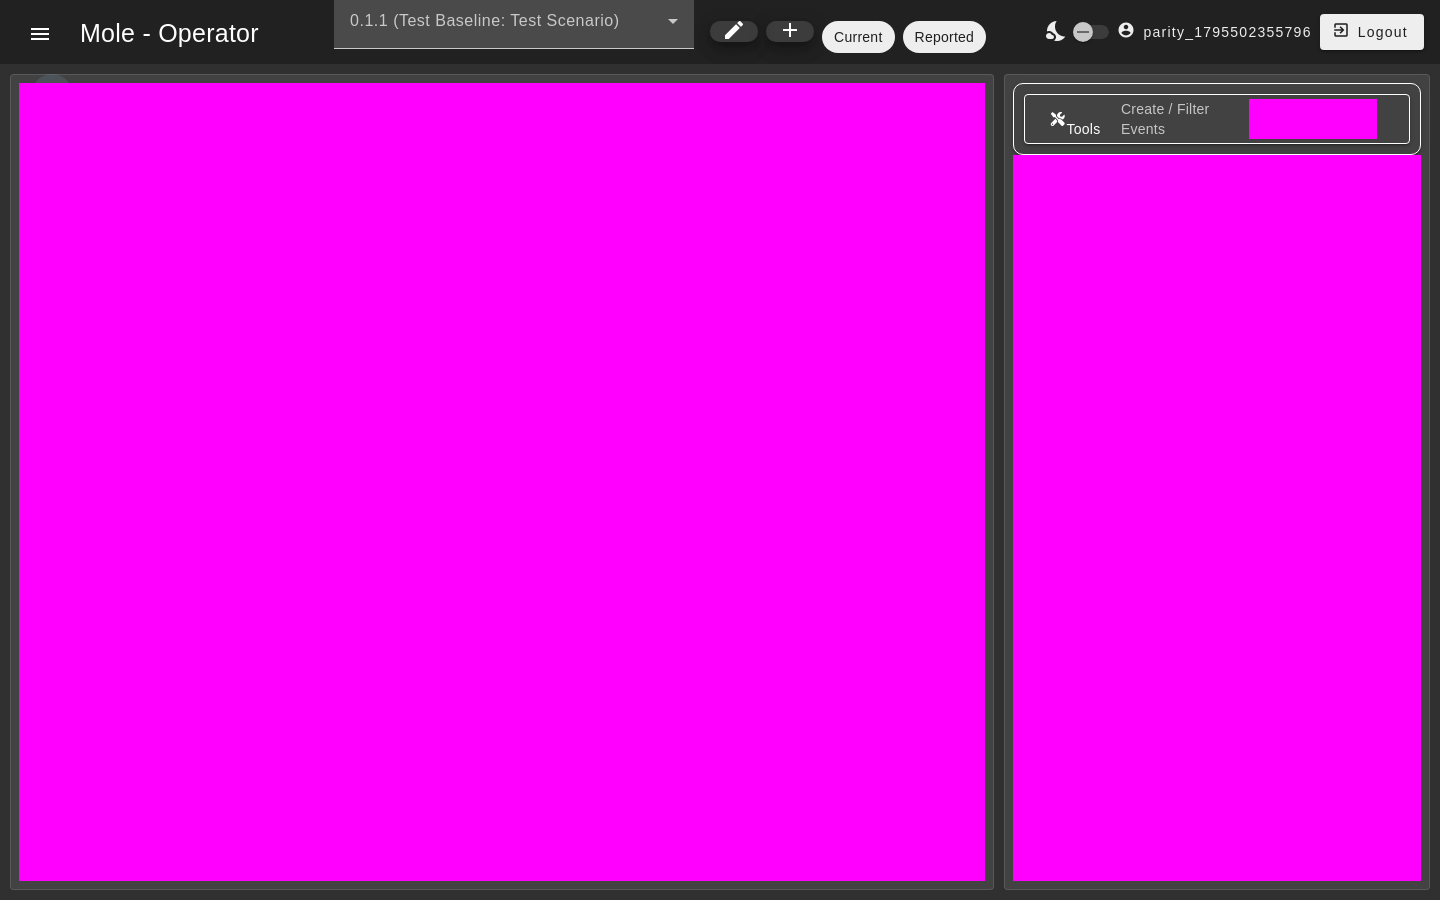 Mole - Operator
0.1.1 (Test Baseline: Test Scenario)
Current
Reported
parity_1795502355796
Logout
Tools
Create / Filter
Events